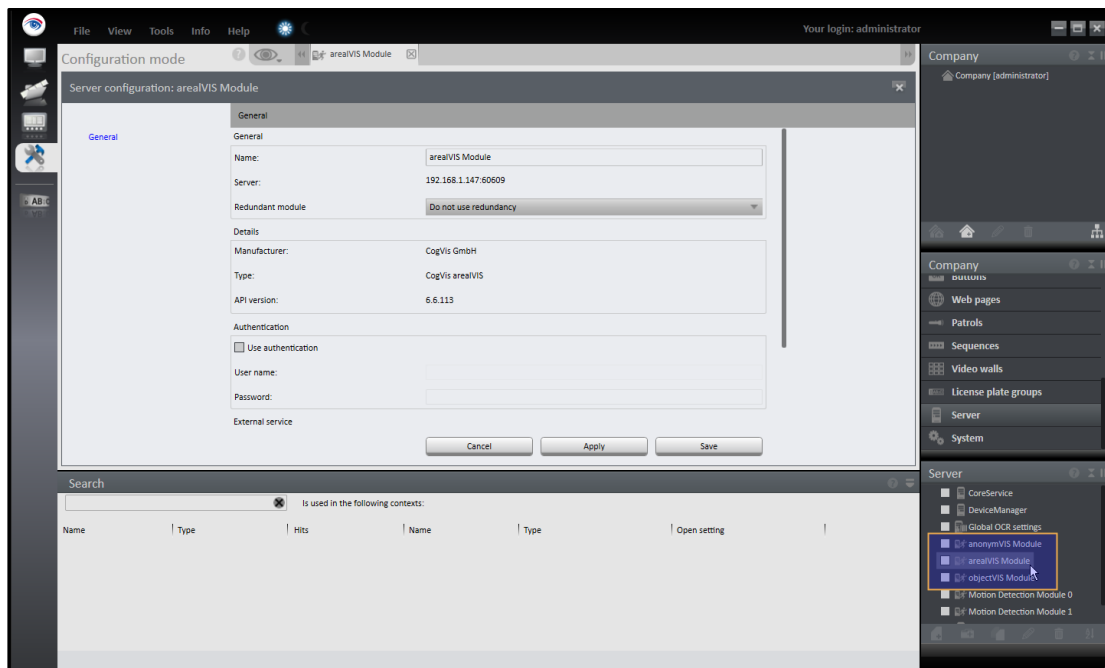 File View Tools Info Help Your login: administrator
Configuration mode
arealVIS Module
Server configuration: arealVIS Module
General
General
General
Name: arealVIS Module
Server: 192.168.1.147:60609
Redundant module Do not use redundancy
Details
Manufacturer: CogVis GmbH
Type: CogVis arealVIS
API version: 6.6.113
Authentication
Use authentication
User name:
Password:
External service
Cancel Apply Save
Search
Is used in the following contexts:
Name Type Hits Name Type Open setting
AB
Company
Company [administrator]
Company
Buttons
Web pages
Patrols
Sequences
Video walls
License plate groups
Server
System
Server
CoreService
DeviceManager
Global OCR settings
anonymVIS Module
arealVIS Module
objectVIS Module
Motion Detection Module 0
Motion Detection Module 1